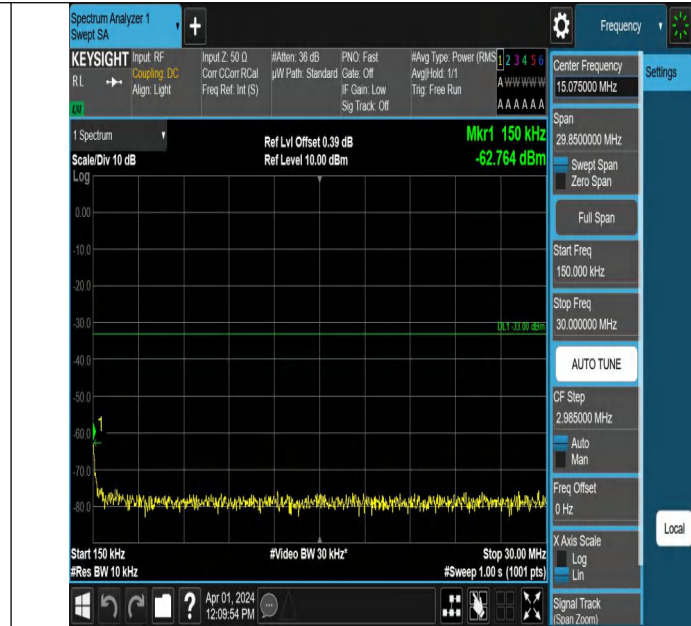 Spectrum Analyzer 1
Swept SA
Frequency
KEYSIGHT
RL
LXI
Input: RF
Coupling: DC
Align: Light
Input Z: 50 Ω
Corr CCorr RCal
Freq Ref: Int (S)
#Atten: 36 dB
µW Path: Standard
PNO: Fast
Gate: Off
IF Gain: Low
Sig Track: Off
#Avg Type: Power (RMS
Avg|Hold: 1/1
Trig: Free Run
1 2 3 4 5 6
A W W W W W
A A A A A A
1 Spectrum
Scale/Div 10 dB
Log
Ref Lvl Offset 0.39 dB
Ref Level 10.00 dBm
Mkr1 150 kHz
-62.764 dBm
0.00
-10.0
-20.0
-30.0
-40.0
-50.0
-60.0
-70.0
-80.0
DL1 -33.00 dBm
1
Start 150 kHz
#Res BW 10 kHz
#Video BW 30 kHz*
Stop 30.00 MHz
#Sweep 1.00 s (1001 pts)
Center Frequency
15.075000 MHz
Settings
Span
29.8500000 MHz
Swept Span
Zero Span
Full Span
Start Freq
150.000 kHz
Stop Freq
30.000000 MHz
AUTO TUNE
CF Step
2.985000 MHz
Auto
Man
Freq Offset
0 Hz
X Axis Scale
Log
Lin
Local
Signal Track
(Span Zoom)
?
Apr 01, 2024
12:09:54 PM